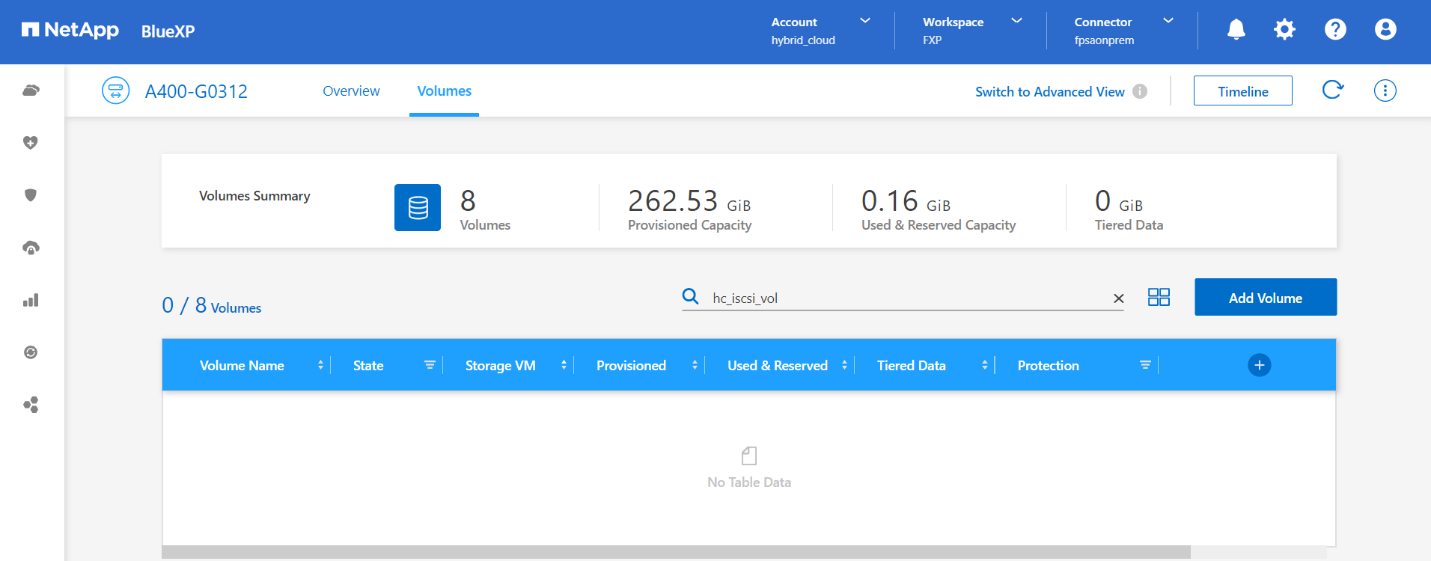 NetApp BlueXP
Account
hybrid_cloud
Workspace
FXP
Connector
fpsaonprem
A400-G0312
Overview
Volumes
Switch to Advanced View
Timeline
Volumes Summary
8
Volumes
262.53 GiB
Provisioned Capacity
0.16 GiB
Used & Reserved Capacity
0 GiB
Tiered Data
0 / 8 Volumes
hc_iscsi_vol
Add Volume
Volume Name
State
Storage VM
Provisioned
Used & Reserved
Tiered Data
Protection
No Table Data